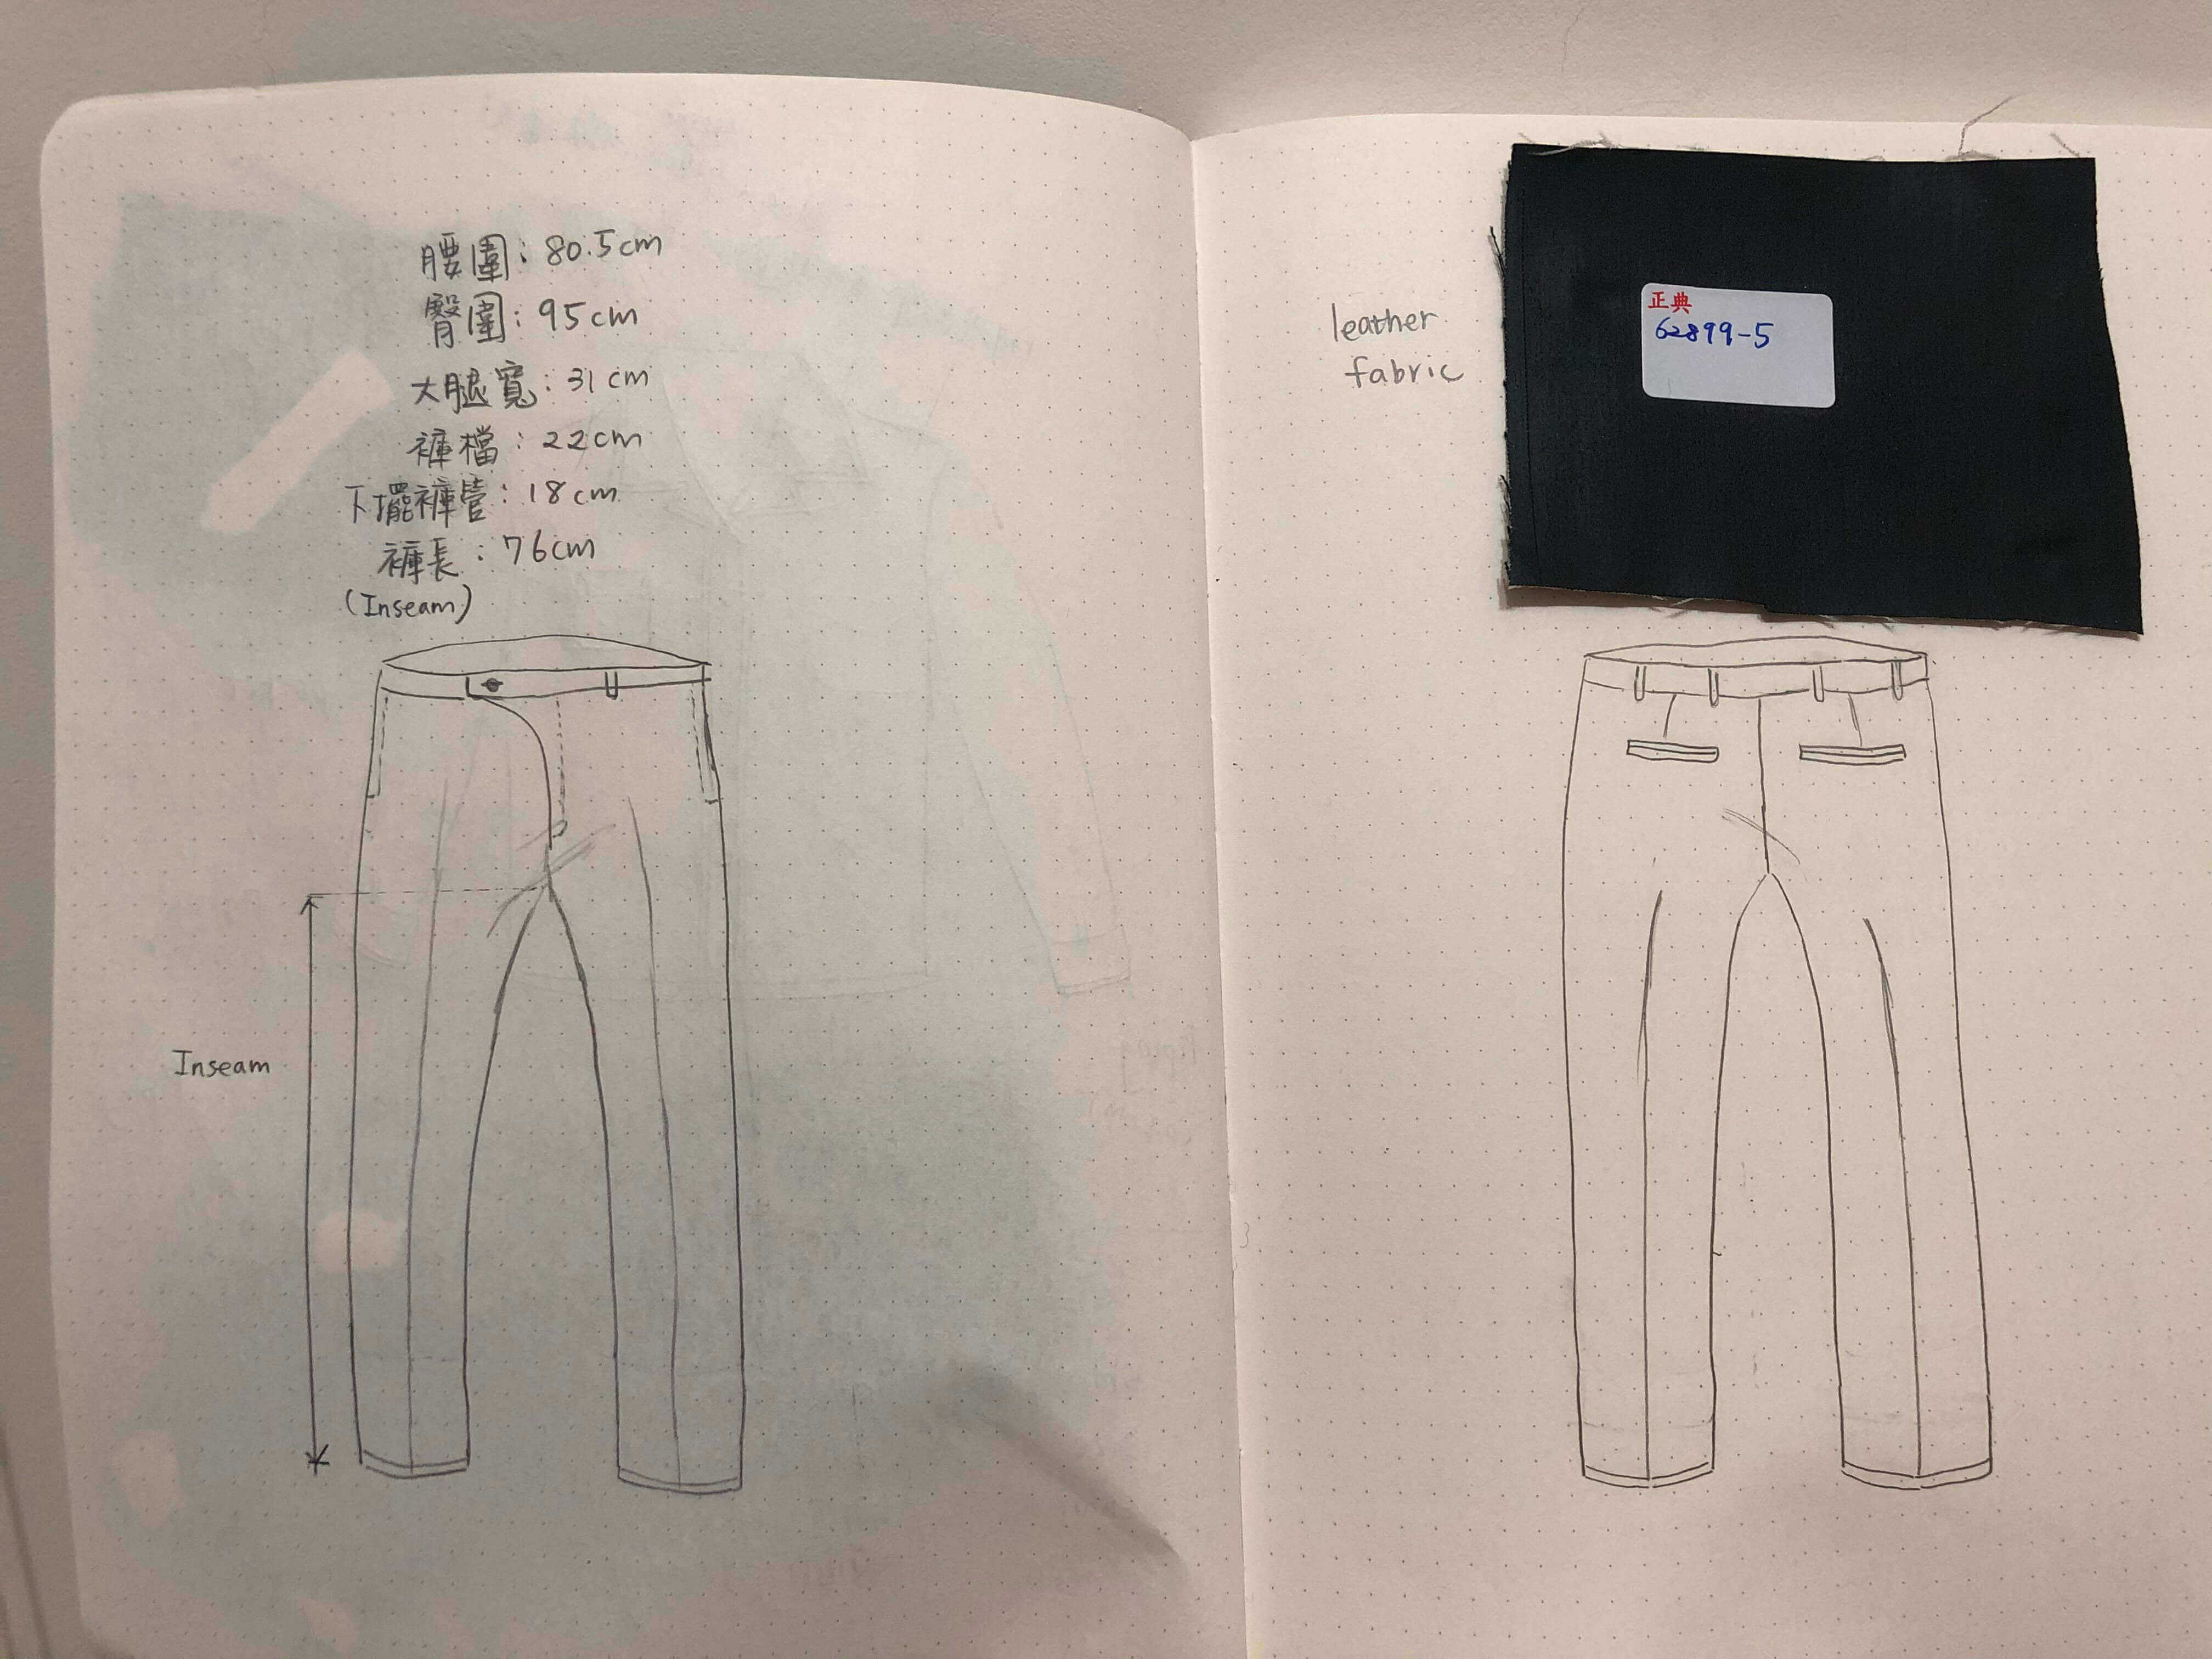 腰圍：80.5cm
臀圍：95cm
大腿寬：31cm
褲檔：22cm
下擺褲管：18cm
褲長：76cm
(Inseam)
Inseam
leather
fabric
正典
62899-5